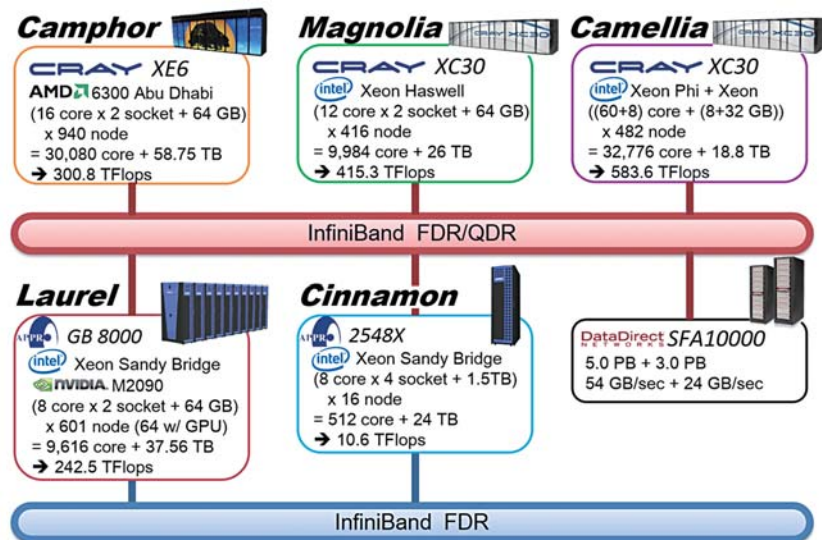 Camphor
CRAY XE6
AMD 6300 Abu Dhabi
(16 core x 2 socket + 64 GB)
x 940 node
= 30,080 core + 58.75 TB
➔ 300.8 TFlops
Magnolia
CRAY XC30
CRAY XC30
intel Xeon Haswell
(12 core x 2 socket + 64 GB)
x 416 node
= 9,984 core + 26 TB
➔ 415.3 TFlops
Camellia
CRAY XC30
CRAY XC30
intel Xeon Phi + Xeon
((60+8) core + (8+32 GB))
x 482 node
= 32,776 core + 18.8 TB
➔ 583.6 TFlops
InfiniBand FDR/QDR
Laurel
APPRO GB 8000
intel Xeon Sandy Bridge
NVIDIA. M2090
(8 core x 2 socket + 64 GB)
x 601 node (64 w/ GPU)
= 9,616 core + 37.56 TB
➔ 242.5 TFlops
Cinnamon
APPRO 2548X
intel Xeon Sandy Bridge
(8 core x 4 socket + 1.5TB)
x 16 node
= 512 core + 24 TB
➔ 10.6 TFlops
DataDirect NETWORKS SFA10000
5.0 PB + 3.0 PB
54 GB/sec + 24 GB/sec
InfiniBand FDR